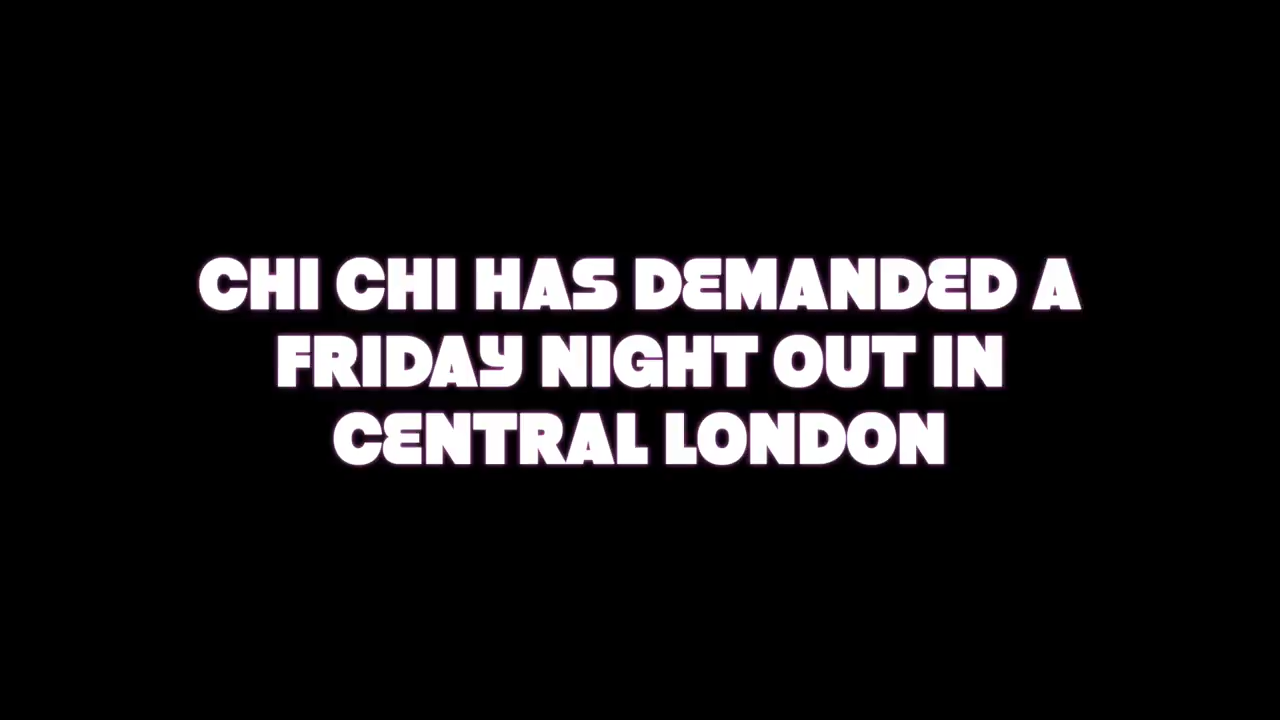 CHI CHI HAS DEMANDED A
FRIDAY NIGHT OUT IN
CENTRAL LONDON